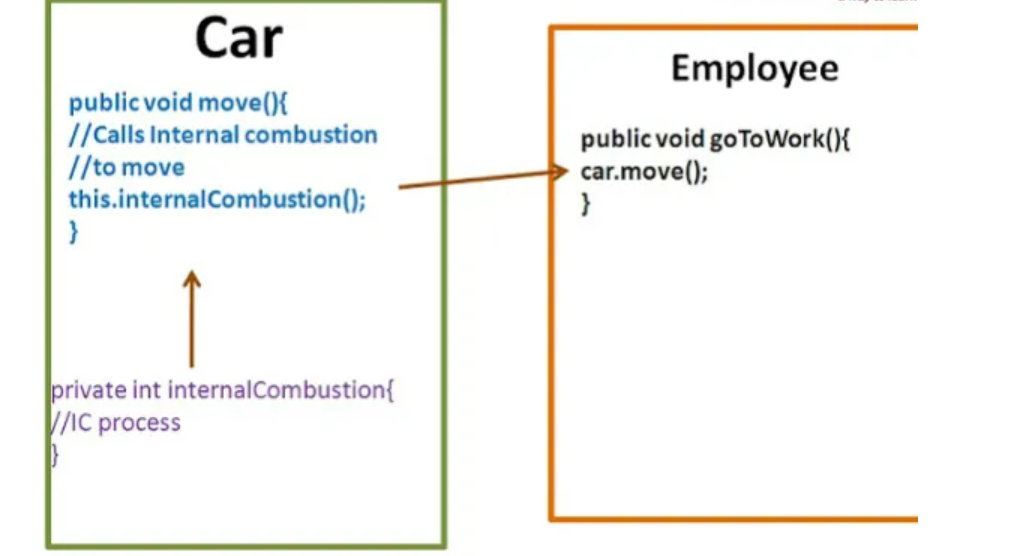 Car
public void move(){
//Calls Internal combustion
//to move
this.internalCombustion();
}
private int internalCombustion{
//IC process
}
Employee
public void goToWork(){
car.move();
}